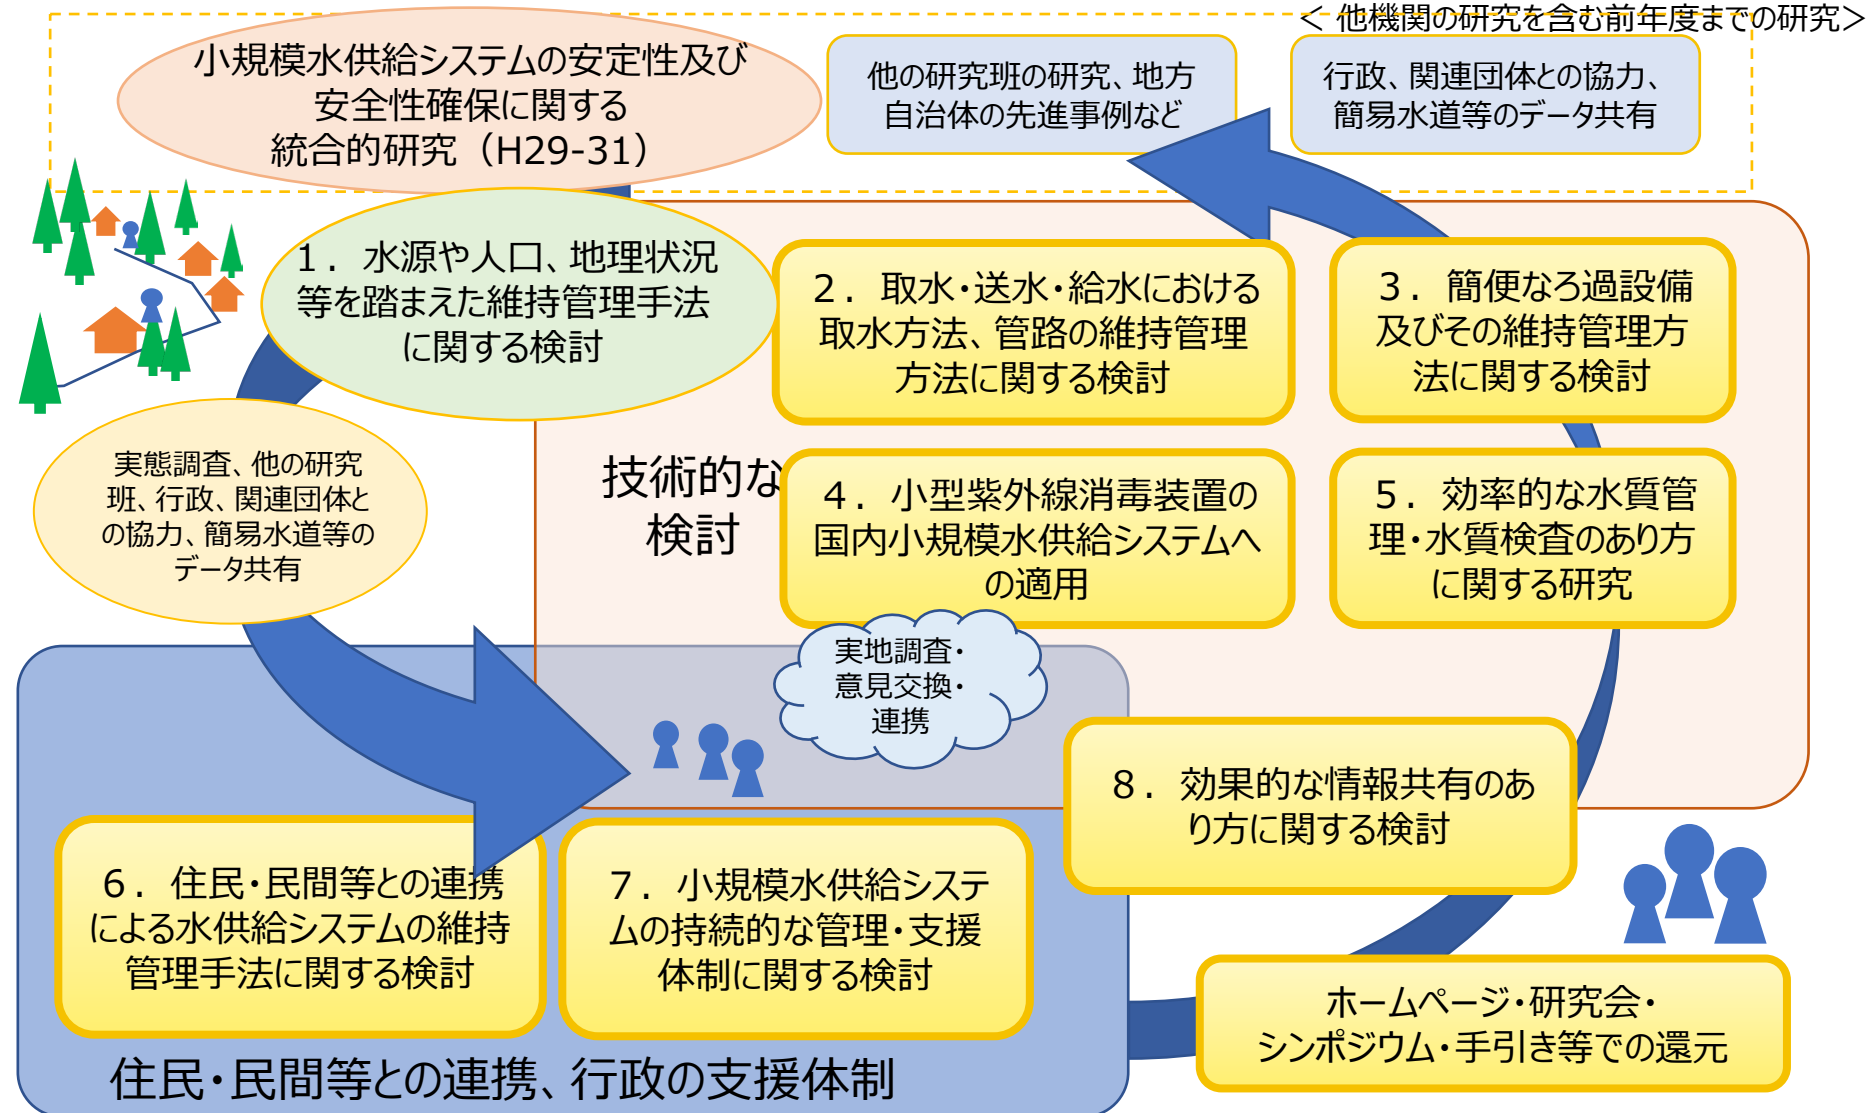 ＜ 他機関の研究を含む前年度までの研究＞
小規模水供給システムの安定性及び
安全性確保に関する
統合的研究（H29-31）
他の研究班の研究、地方
自治体の先進事例など
行政、関連団体との協力、
簡易水道等のデータ共有
１．水源や人口、地理状況
等を踏まえた維持管理手法
に関する検討
２．取水・送水・給水における
取水方法、管路の維持管理
方法に関する検討
３．簡便なろ過設備
及びその維持管理方
法に関する検討
実態調査、他の研究
班、行政、関連団体と
の協力、簡易水道等の
データ共有
技術的な
検討
４．小型紫外線消毒装置の
国内小規模水供給システムへ
の適用
５．効率的な水質管
理・水質検査のあり方
に関する研究
実地調査・
意見交換・
連携
８．効果的な情報共有のあ
り方に関する検討
６．住民・民間等との連携
による水供給システムの維持
管理手法に関する検討
７．小規模水供給システ
ムの持続的な管理・支援
体制に関する検討
ホームページ・研究会・
シンポジウム・手引き等での還元
住民・民間等との連携、行政の支援体制